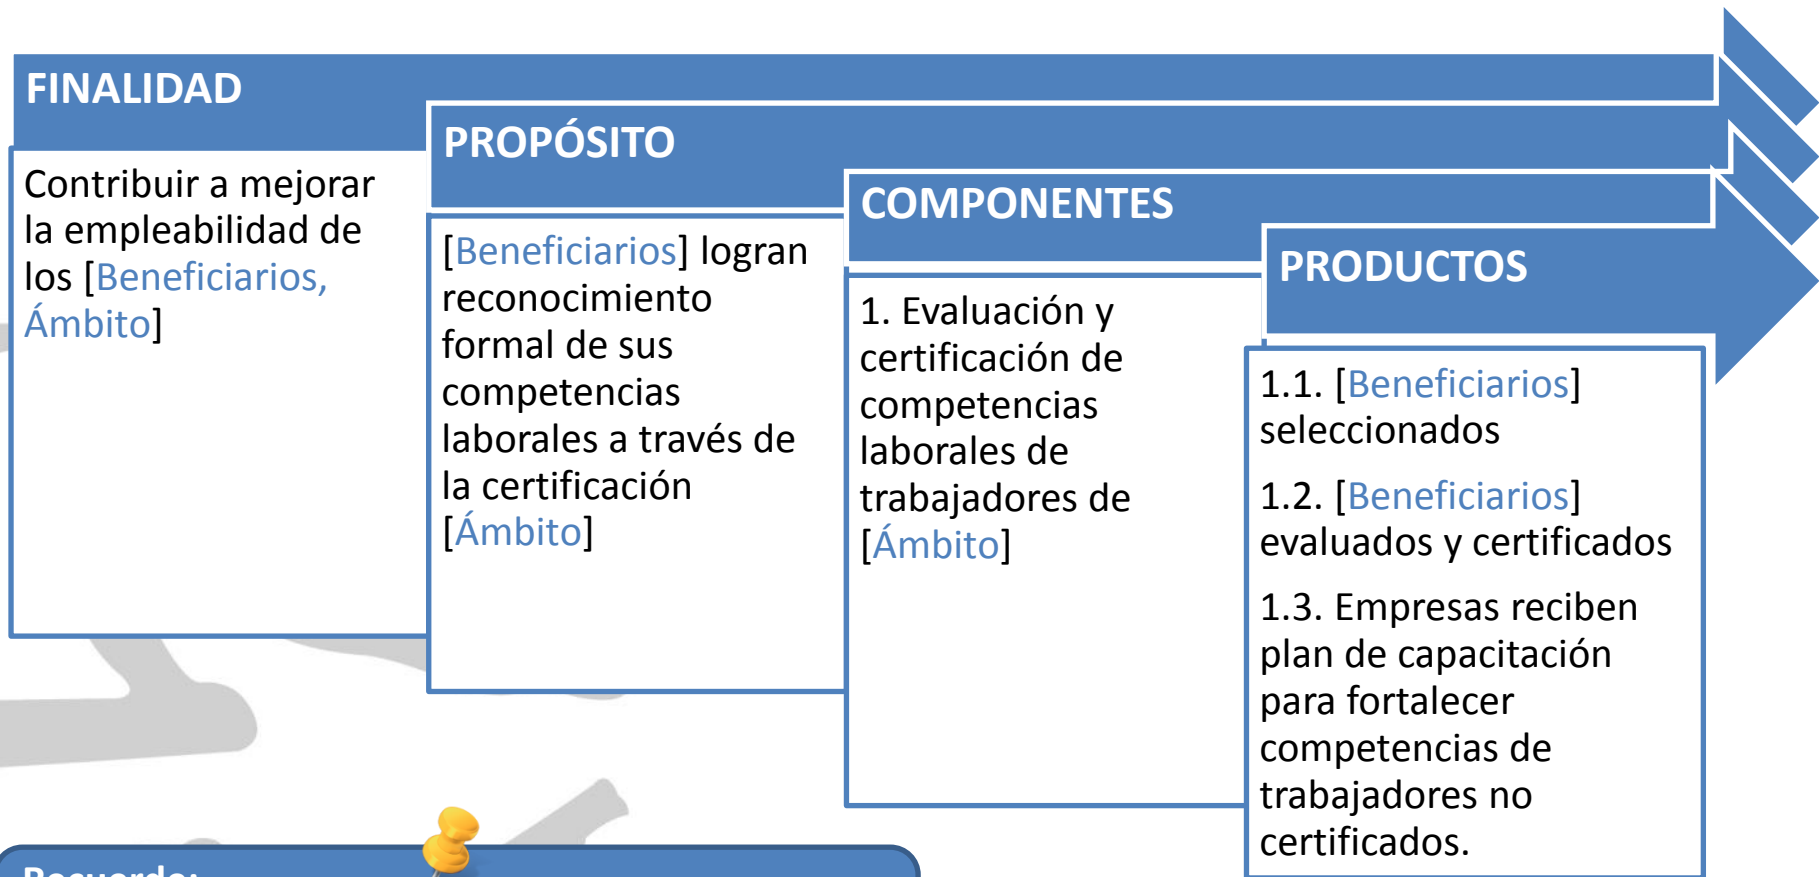 FINALIDAD
Contribuir a mejorar
la empleabilidad de
los [Beneficiarios,
Ámbito]
PROPÓSITO
[Beneficiarios] logran
reconocimiento
formal de sus
competencias
laborales a través de
la certificación
[Ámbito]
COMPONENTES
1. Evaluación y
certificación de
competencias
laborales de
trabajadores de
[Ámbito]
PRODUCTOS
1.1. [Beneficiarios]
seleccionados
1.2. [Beneficiarios]
evaluados y certificados
1.3. Empresas reciben
plan de capacitación
para fortalecer
competencias de
trabajadores no
certificados.